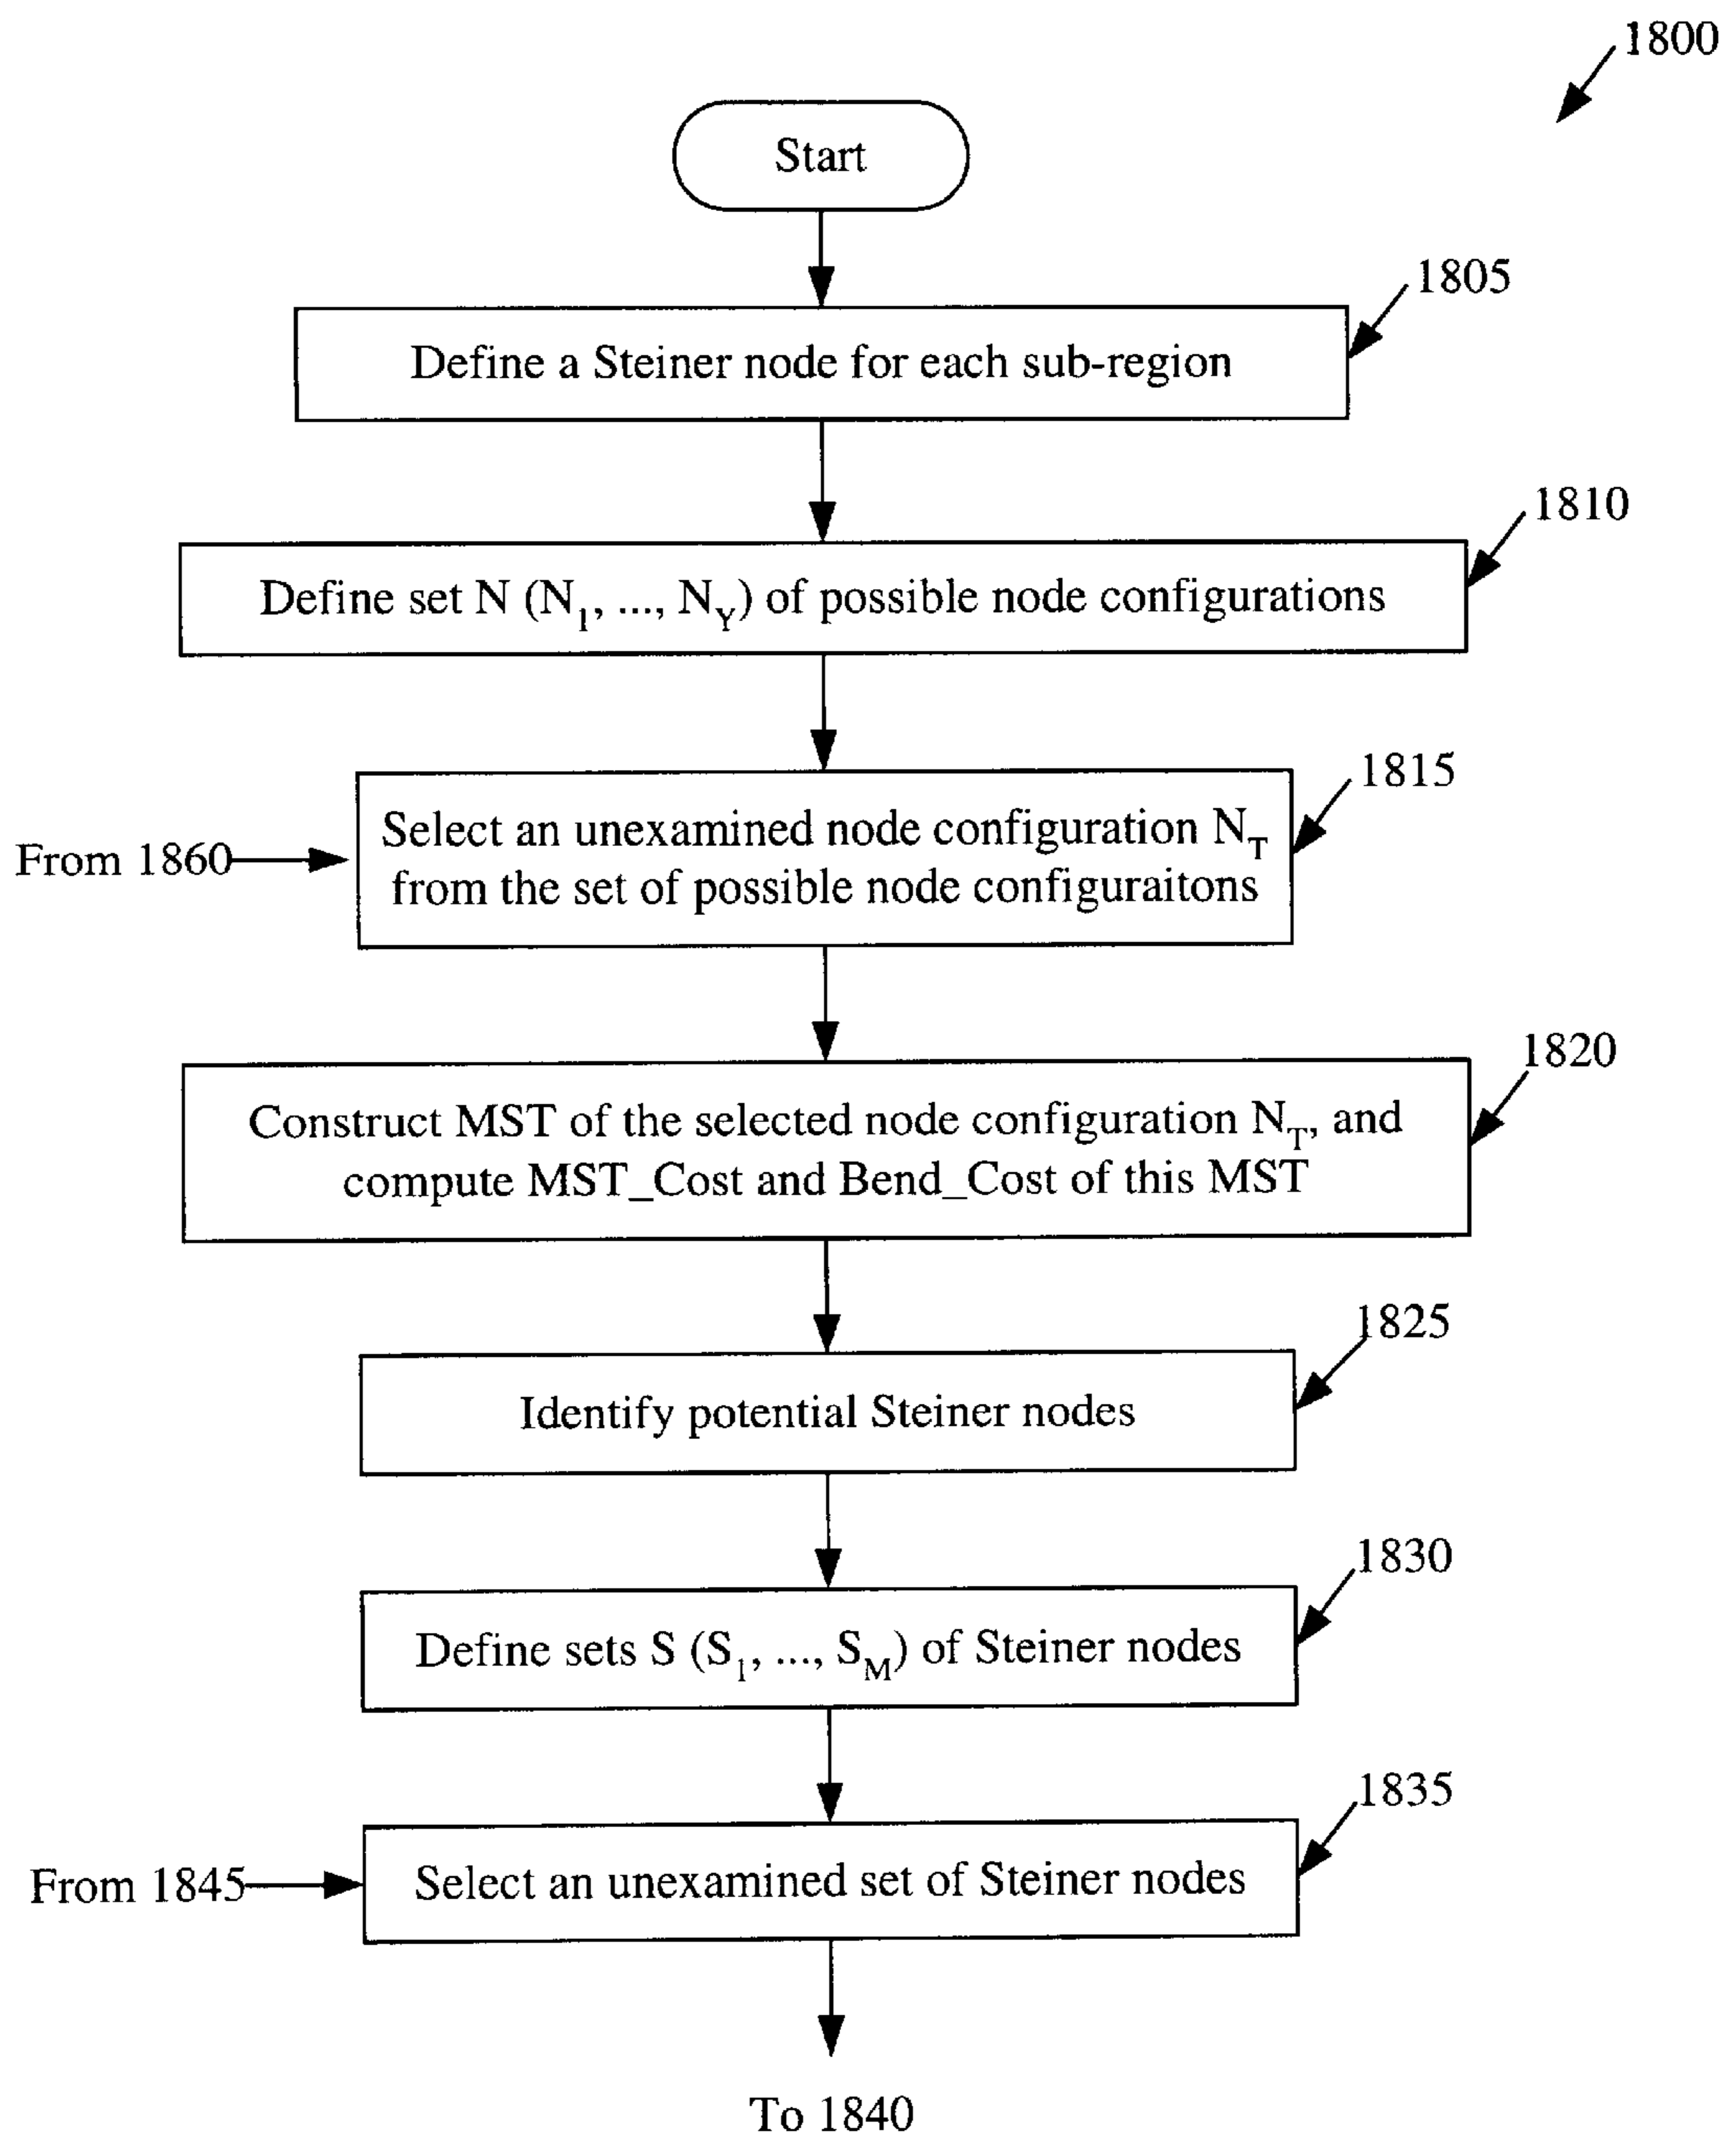 1800
Start
1805
Define a Steiner node for each sub-region
1810
Define set N (N1, ..., NY) of possible node configurations
1815
Select an unexamined node configuration NT
from the set of possible node configuraitons
From 1860
1820
Construct MST of the selected node configuration NT, and
compute MST_Cost and Bend_Cost of this MST
1825
Identify potential Steiner nodes
1830
Define sets S (S1, ..., SM) of Steiner nodes
1835
From 1845
Select an unexamined set of Steiner nodes
To 1840